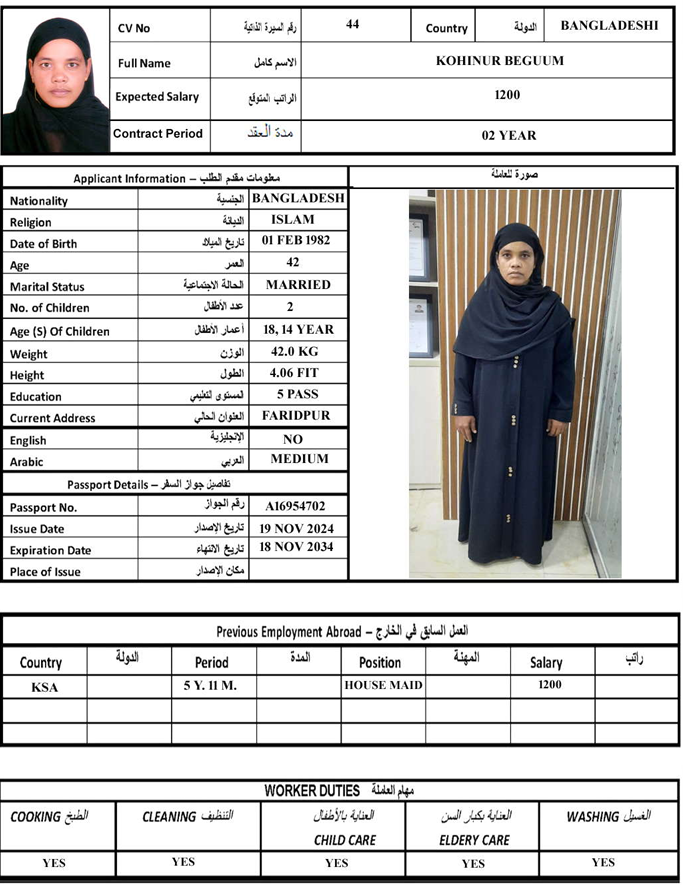 CV No رقم السيرة الذاتية 44 Country الدولة BANGLADESHI
Full Name الاسم كامل KOHINUR BEGUUM
Expected Salary الراتب المتوقع 1200
Contract Period مدة العقد 02 YEAR
Applicant Information – معلومات مقدم الطلب
صورة للعاملة
Nationality الجنسية BANGLADESH
Religion الديانة ISLAM
Date of Birth تاريخ الميلاد 01 FEB 1982
Age العمر 42
Marital Status الحالة الاجتماعية MARRIED
No. of Children عدد الأطفال 2
Age (S) Of Children أعمار الأطفال 18, 14 YEAR
Weight الوزن 42.0 KG
Height الطول 4.06 FIT
Education لمستوى لتعليمي 5 PASS
Current Address العنوان الحالي FARIDPUR
English الإنجليزية NO
Arabic العربي MEDIUM
Passport Details – تفاصيل جواز السفر
Passport No. رقم الجواز A16954702
Issue Date تاريخ الإصدار 19 NOV 2024
Expiration Date تاريخ الانتهاء 18 NOV 2034
Place of Issue مكان الإصدار
Previous Employment Abroad – العمل السابق في الخارج
Country الدولة Period المدة Position المهنة Salary راتب
KSA 5 Y. 11 M. HOUSE MAID 1200
WORKER DUTIES مهام العاملة
COOKING الطبخ CLEANING التنظيف العناية بالأطفال العناية بكبار السن WASHING الغسيل
CHILD CARE ELDERY CARE
YES YES YES YES YES